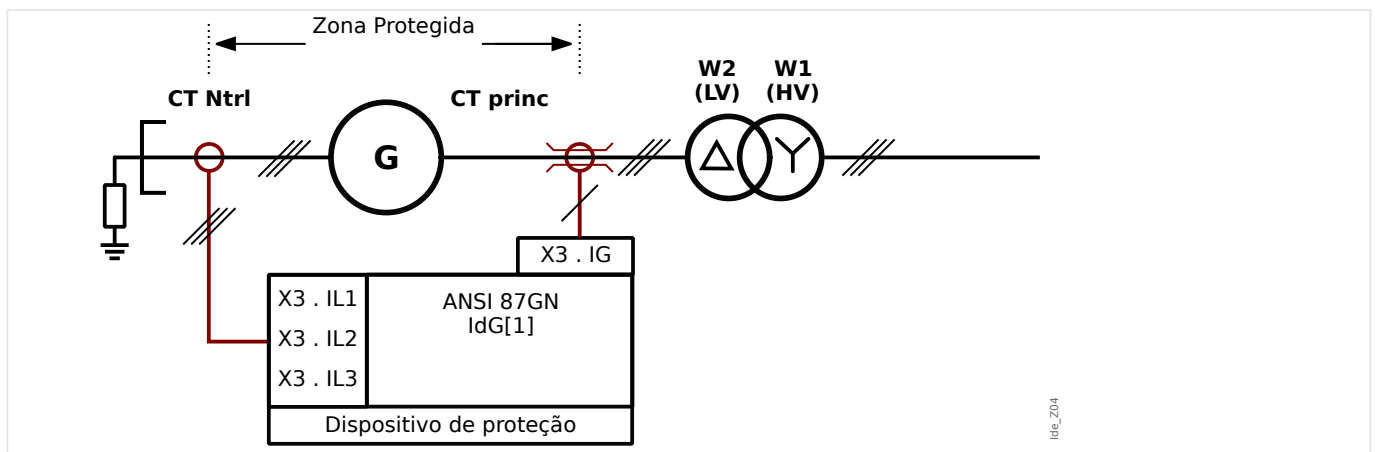 Zona Protegida
W2
(LV)
W1
(HV)
CT Ntrl
CT princ
G
X3 . IG
X3 . IL1
X3 . IL2
X3 . IL3
ANSI 87GN
IdG[1]
Dispositivo de proteção
Ide_Z04